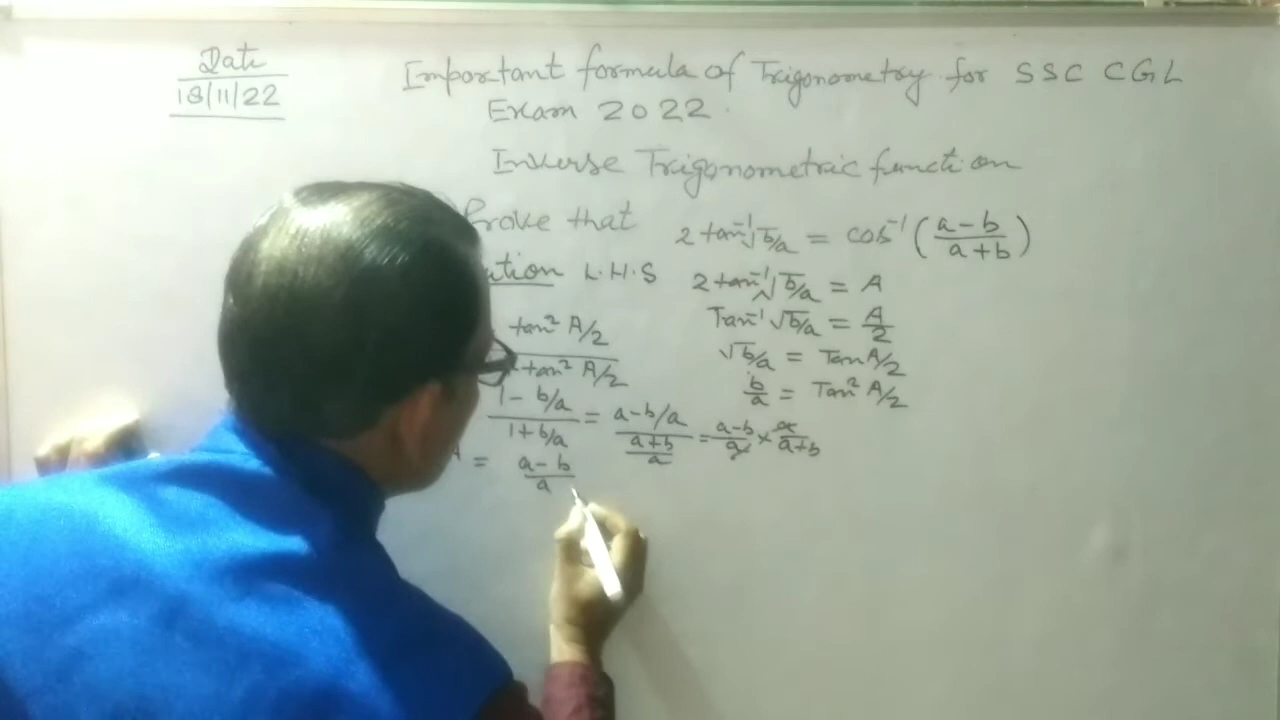 Date
18/11/22
Important formula of Trigonometry for SSC CGL
Exam 2022.
Inverse Trigonometric function
Prove that 2 tan⁻¹√b/a = cos⁻¹ (a-b/a+b)
ution L.H.S 2 tan⁻¹√b/a = A
tan² A/2 Tan⁻¹ √b/a = A/2
tan² A/2 √b/a = Tan A/2
b/a = Tan² A/2
1 - b/a / 1 + b/a = a-b/a / a+b/a = a-b/a × a/a+b
A = a-b/a